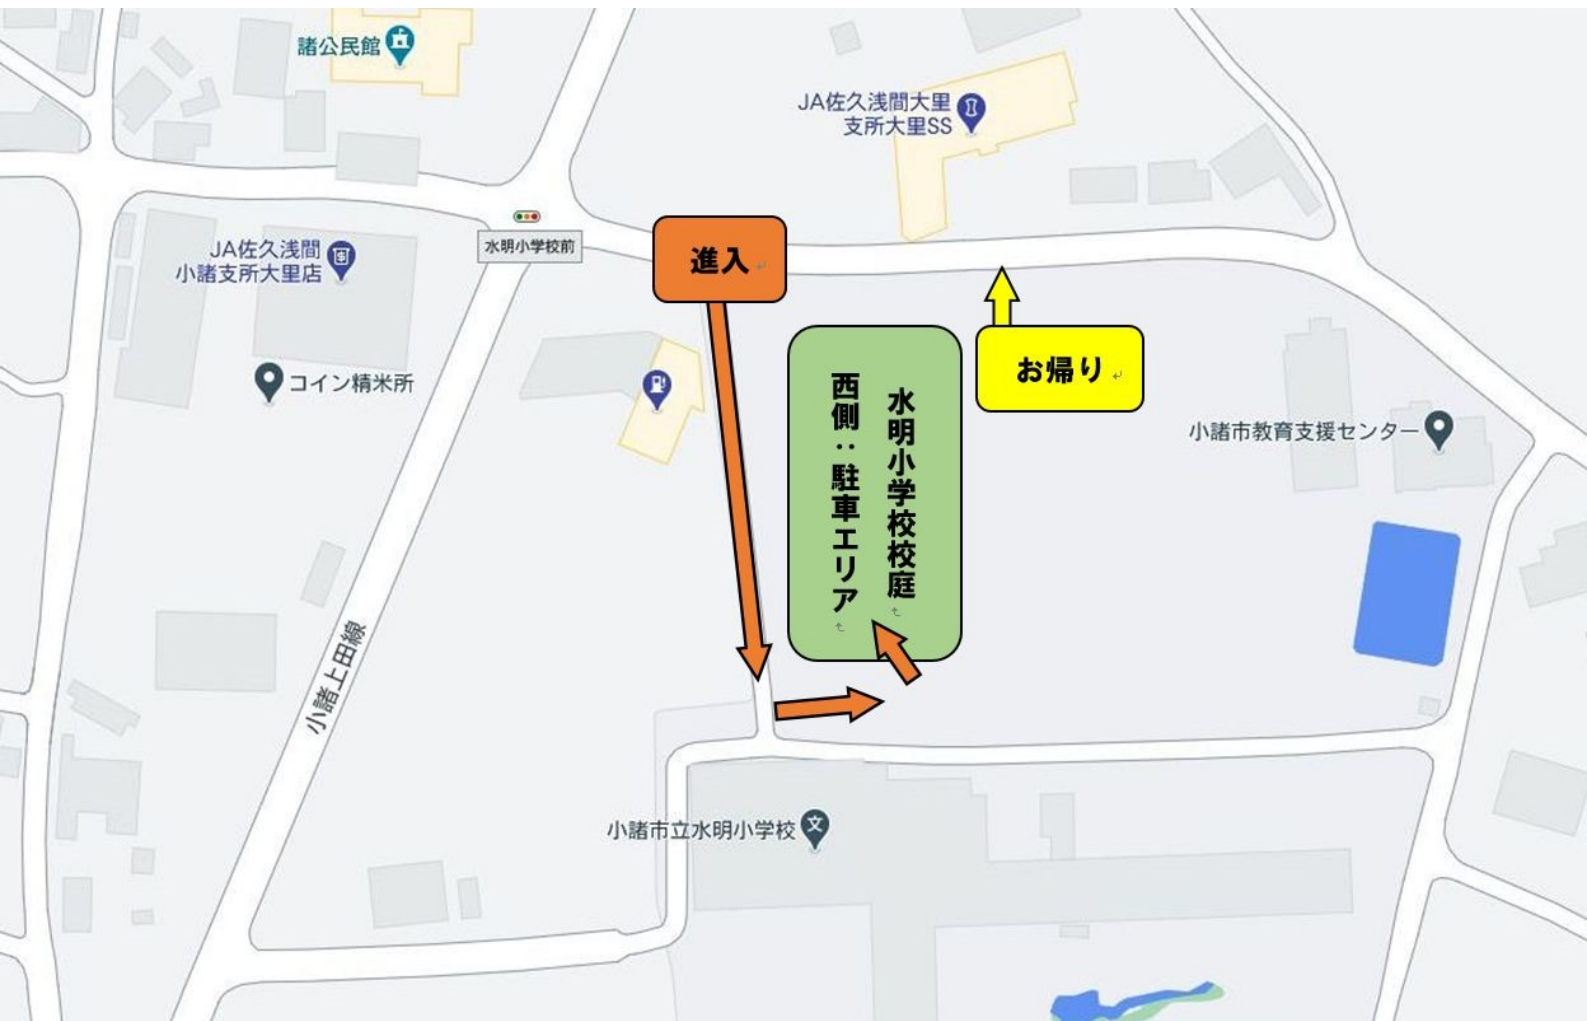 諸公民館
JA佐久浅間大里
支所大里SS
水明小学校前
進入
JA佐久浅間
小諸支所大里店
お帰り
コイン精米所
水明小学校校庭
西側：駐車エリア
小諸市教育支援センター
小諸上田線
小諸市立水明小学校
文